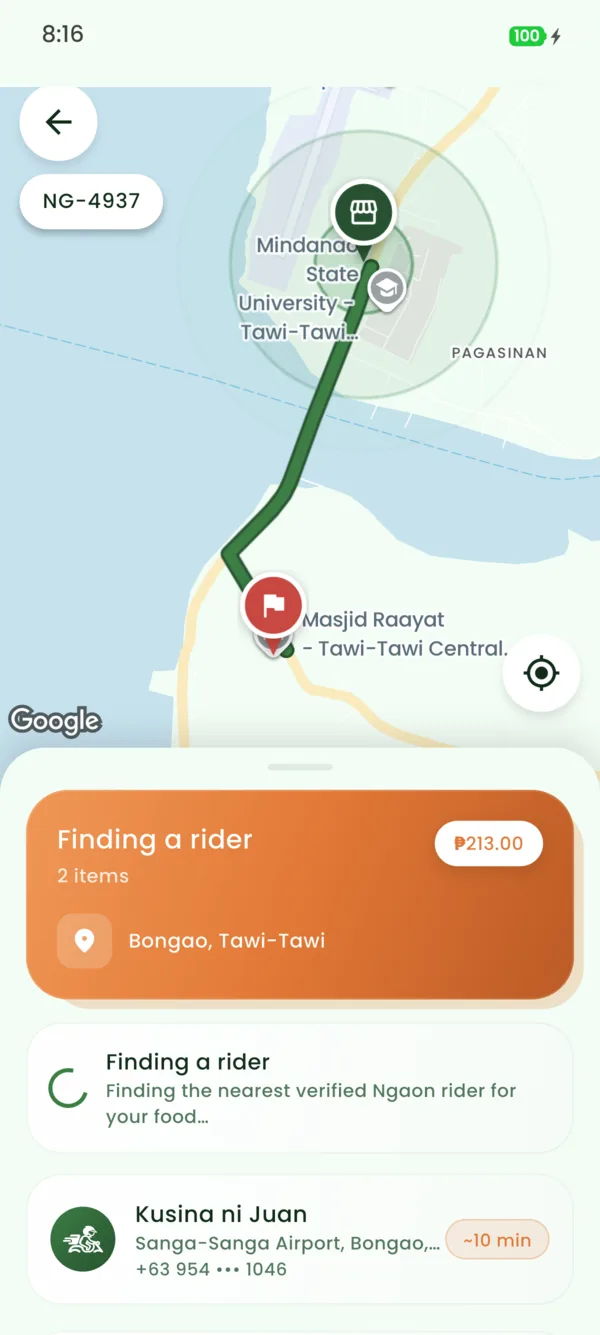 8:16
100
NG-4937
Mindanao
State
University -
Tawi-Tawi...
PAGASINAN
Masjid Raayat
- Tawi-Tawi Central.
Google
Finding a rider
₱213.00
2 items
Bongao, Tawi-Tawi
Finding a rider
Finding the nearest verified Ngaon rider for
your food...
Kusina ni Juan
Sanga-Sanga Airport, Bongao,...
~10 min
+63 954 ••• 1046